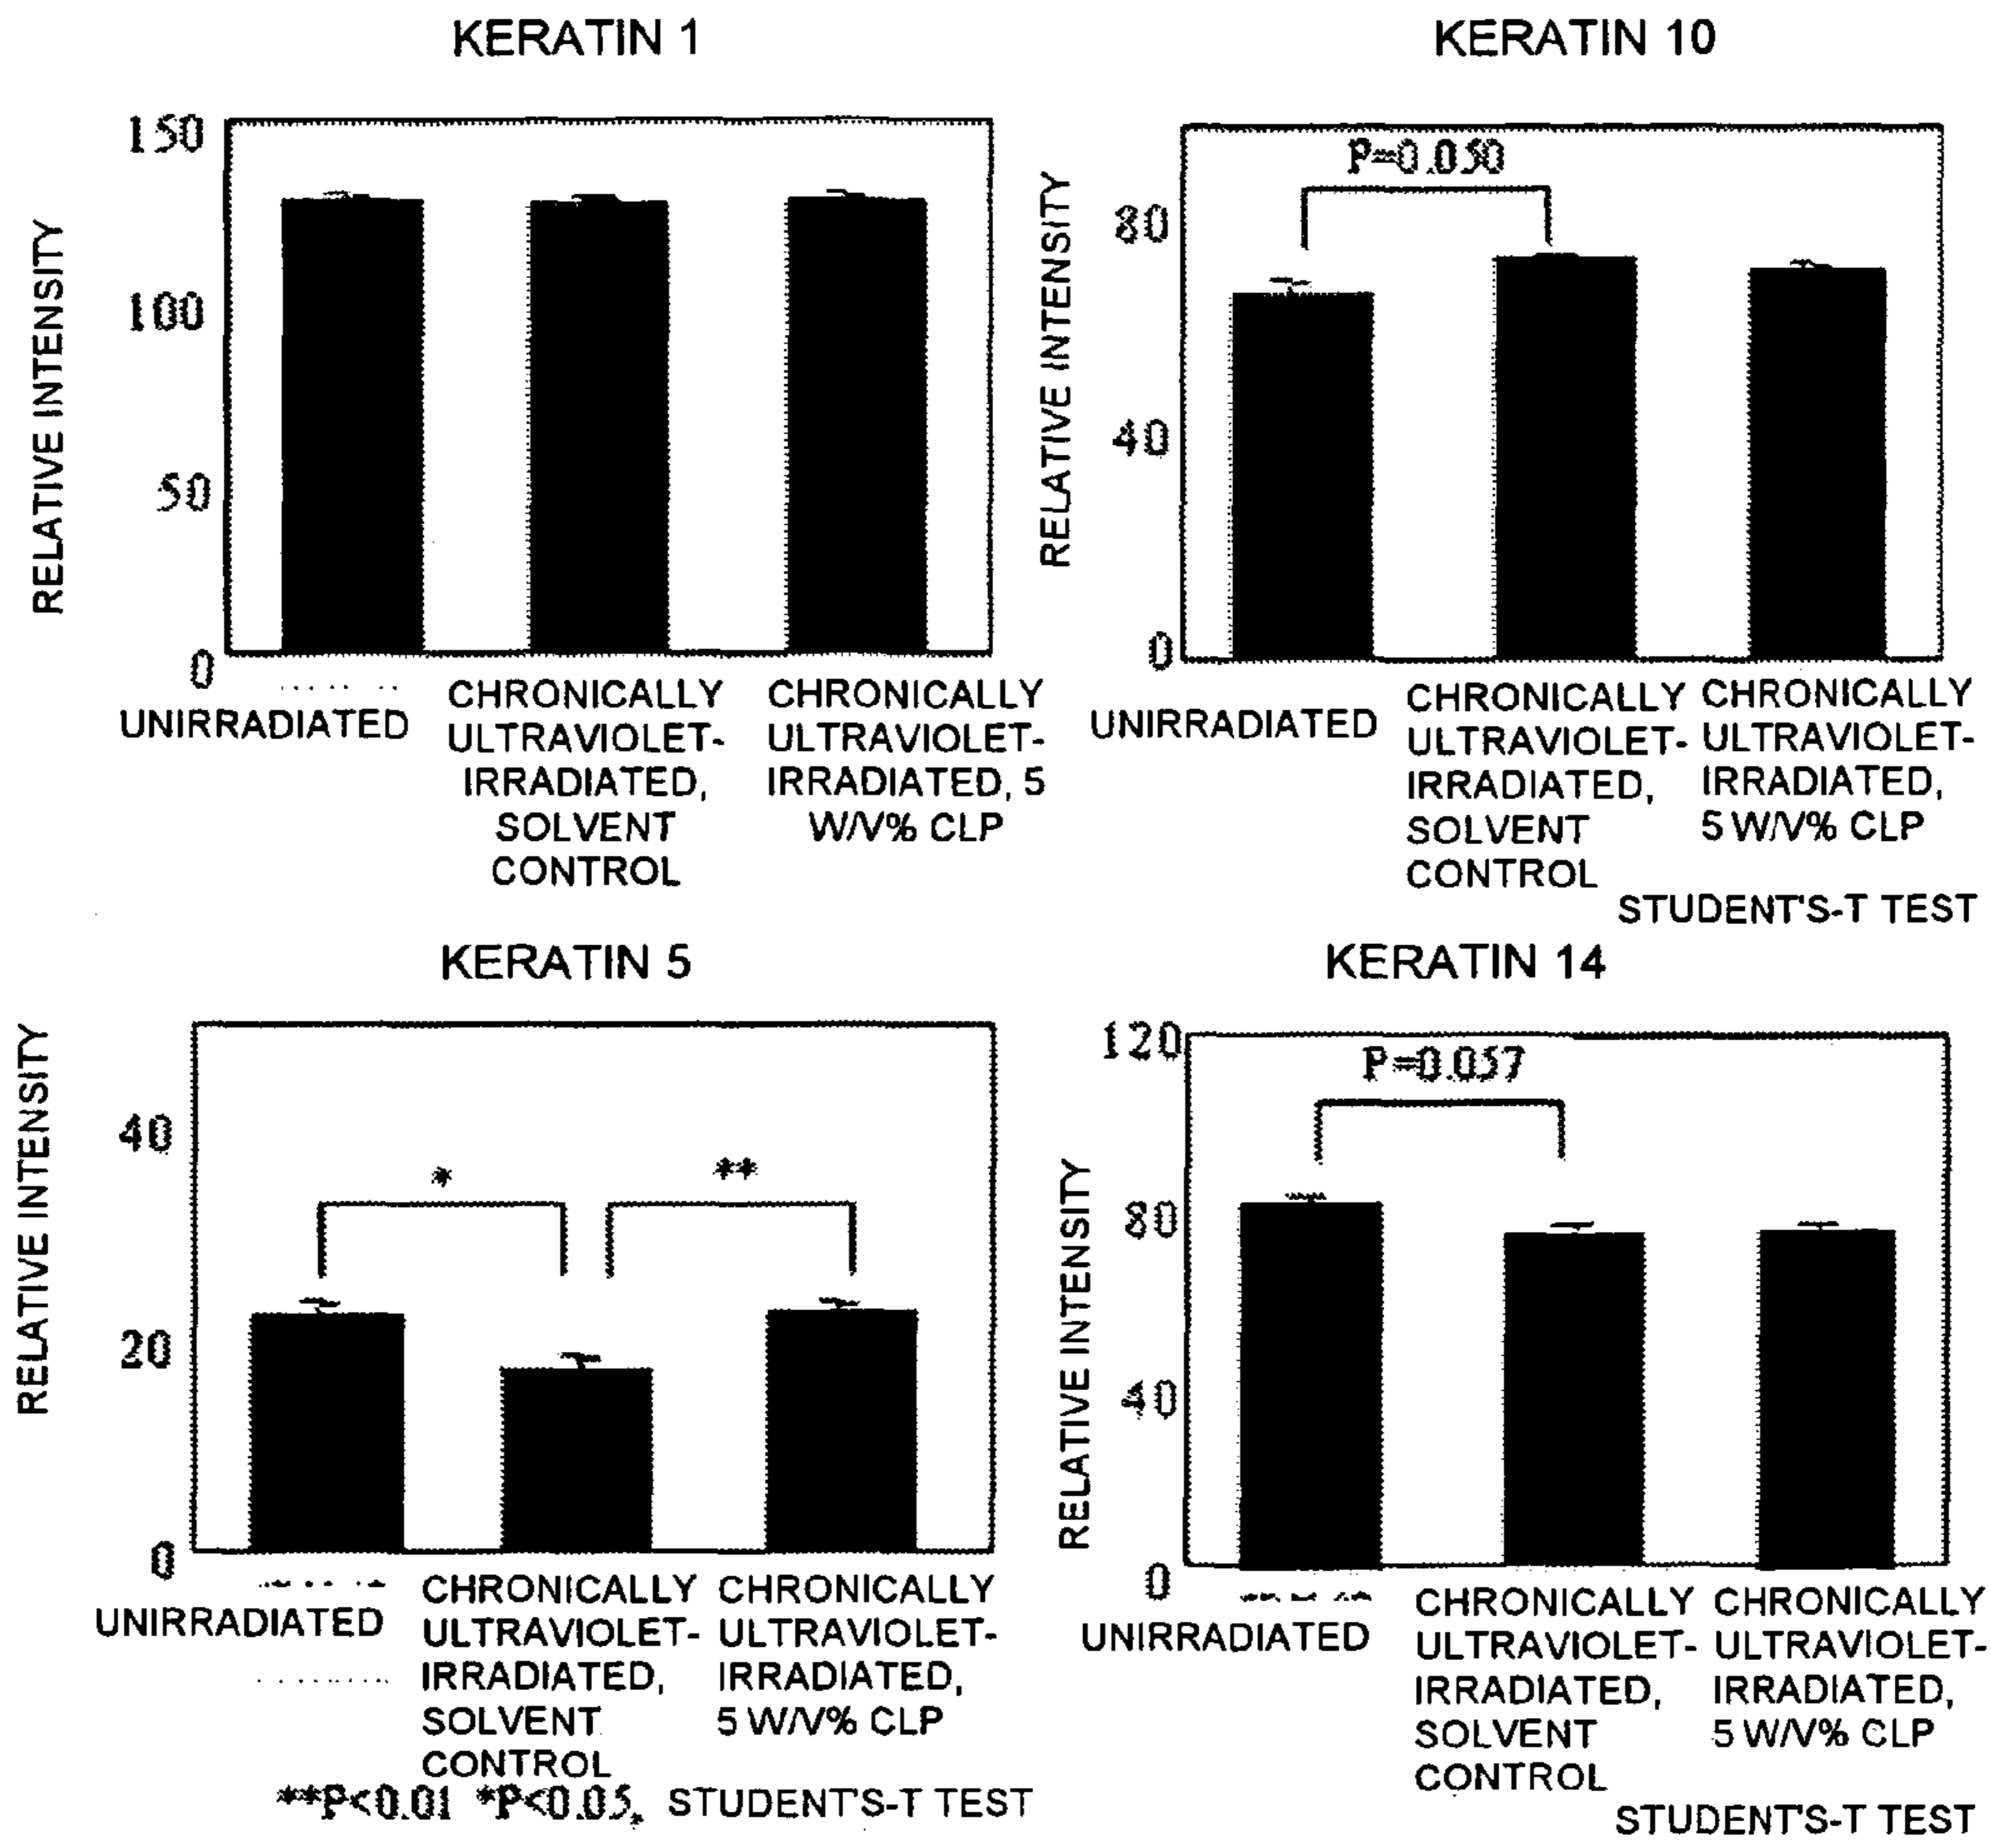 KERATIN 1
RELATIVE INTENSITY
150
100
50
0
UNIRRADIATED
CHRONICALLY
ULTRAVIOLET-
IRRADIATED,
SOLVENT
CONTROL
CHRONICALLY
ULTRAVIOLET-
IRRADIATED, 5
W/V% CLP
KERATIN 10
RELATIVE INTENSITY
P=0.050
80
40
0
UNIRRADIATED
CHRONICALLY
ULTRAVIOLET-
IRRADIATED,
SOLVENT
CONTROL
CHRONICALLY
ULTRAVIOLET-
IRRADIATED,
5 W/V% CLP
STUDENT'S-T TEST
KERATIN 5
RELATIVE INTENSITY
40
20
0
*
**
UNIRRADIATED
CHRONICALLY
ULTRAVIOLET-
IRRADIATED,
SOLVENT
CONTROL
CHRONICALLY
ULTRAVIOLET-
IRRADIATED,
5 W/V% CLP
**P<0.01 *P<0.05, STUDENT'S-T TEST
KERATIN 14
RELATIVE INTENSITY
120
P=0.057
80
40
0
UNIRRADIATED
CHRONICALLY
ULTRAVIOLET-
IRRADIATED,
SOLVENT
CONTROL
CHRONICALLY
ULTRAVIOLET-
IRRADIATED,
5 W/V% CLP
STUDENT'S-T TEST